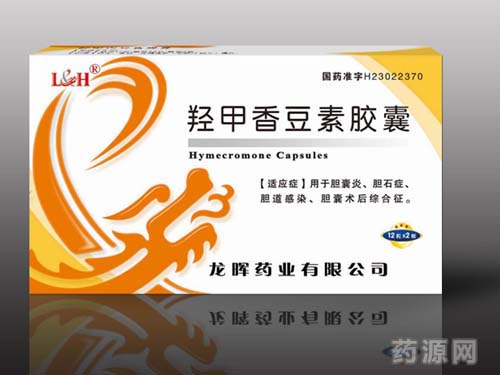 L&H®
国药准字H23022370
羟甲香豆素胶囊
Hymecromone Capsules
【适应症】用于胆囊炎、胆石症、
胆道感染、胆囊术后综合征。
12粒×2板
龙晖药业有限公司
药源网